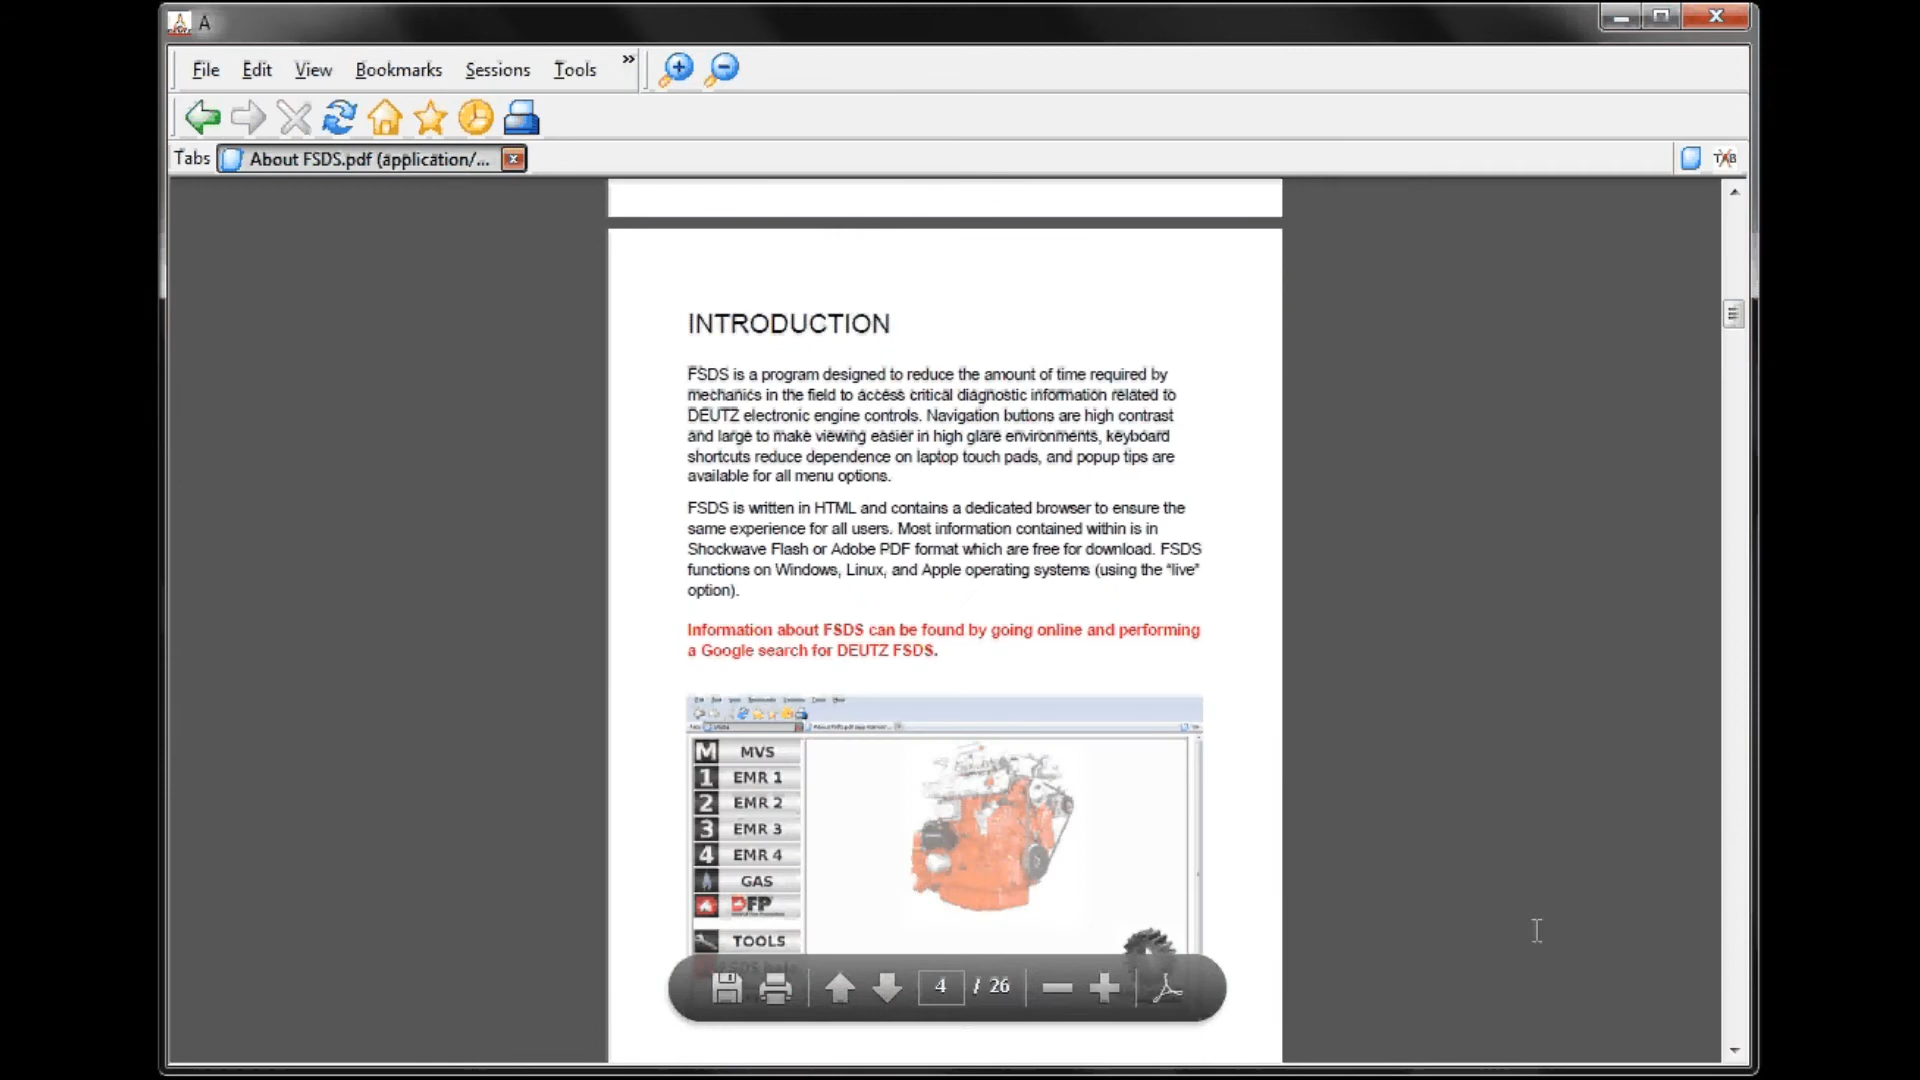 A
File Edit View Bookmarks Sessions Tools »
Tabs About FSDS.pdf (application/... TAB
INTRODUCTION
FSDS is a program designed to reduce the amount of time required by
mechanics in the field to access critical diagnostic information related to
DEUTZ electronic engine controls. Navigation buttons are high contrast
and large to make viewing easier in high glare environments, keyboard
shortcuts reduce dependence on laptop touch pads, and popup tips are
available for all menu options.
FSDS is written in HTML and contains a dedicated browser to ensure the
same experience for all users. Most information contained within is in
Shockwave Flash or Adobe PDF format which are free for download. FSDS
functions on Windows, Linux, and Apple operating systems (using the “live”
option).
Information about FSDS can be found by going online and performing
a Google search for DEUTZ FSDS.
M MVS
1 EMR 1
2 EMR 2
3 EMR 3
4 EMR 4
GAS
DFP
TOOLS
4 / 26